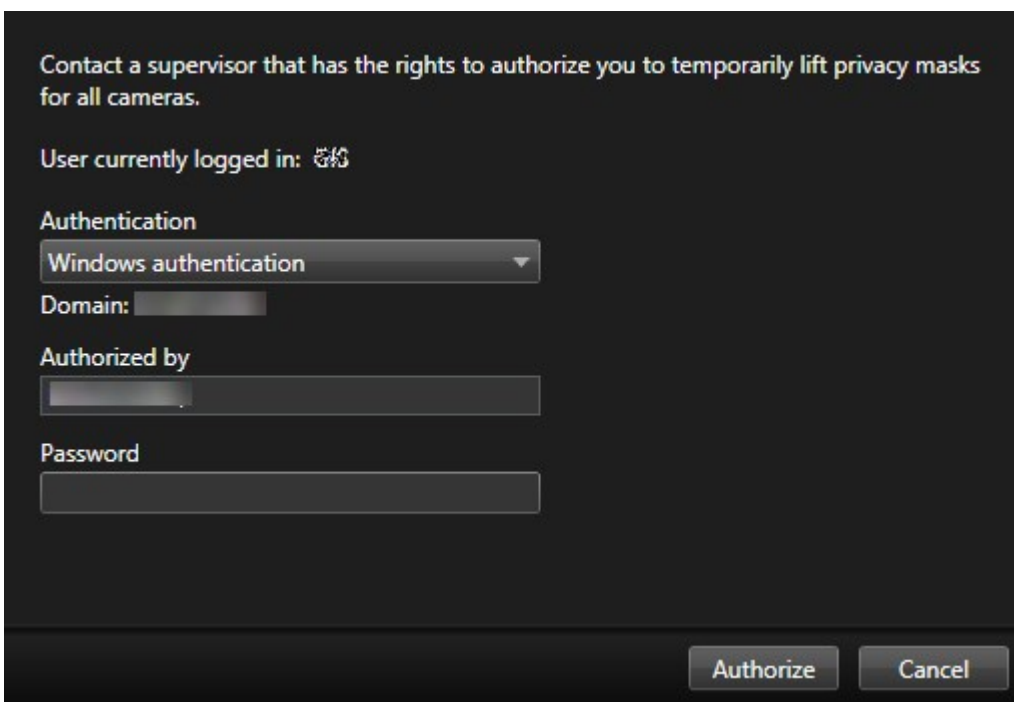 Contact a supervisor that has the rights to authorize you to temporarily lift privacy masks
for all cameras.
User currently logged in:
Authentication
Windows authentication
Domain:
Authorized by
Password
Authorize
Cancel